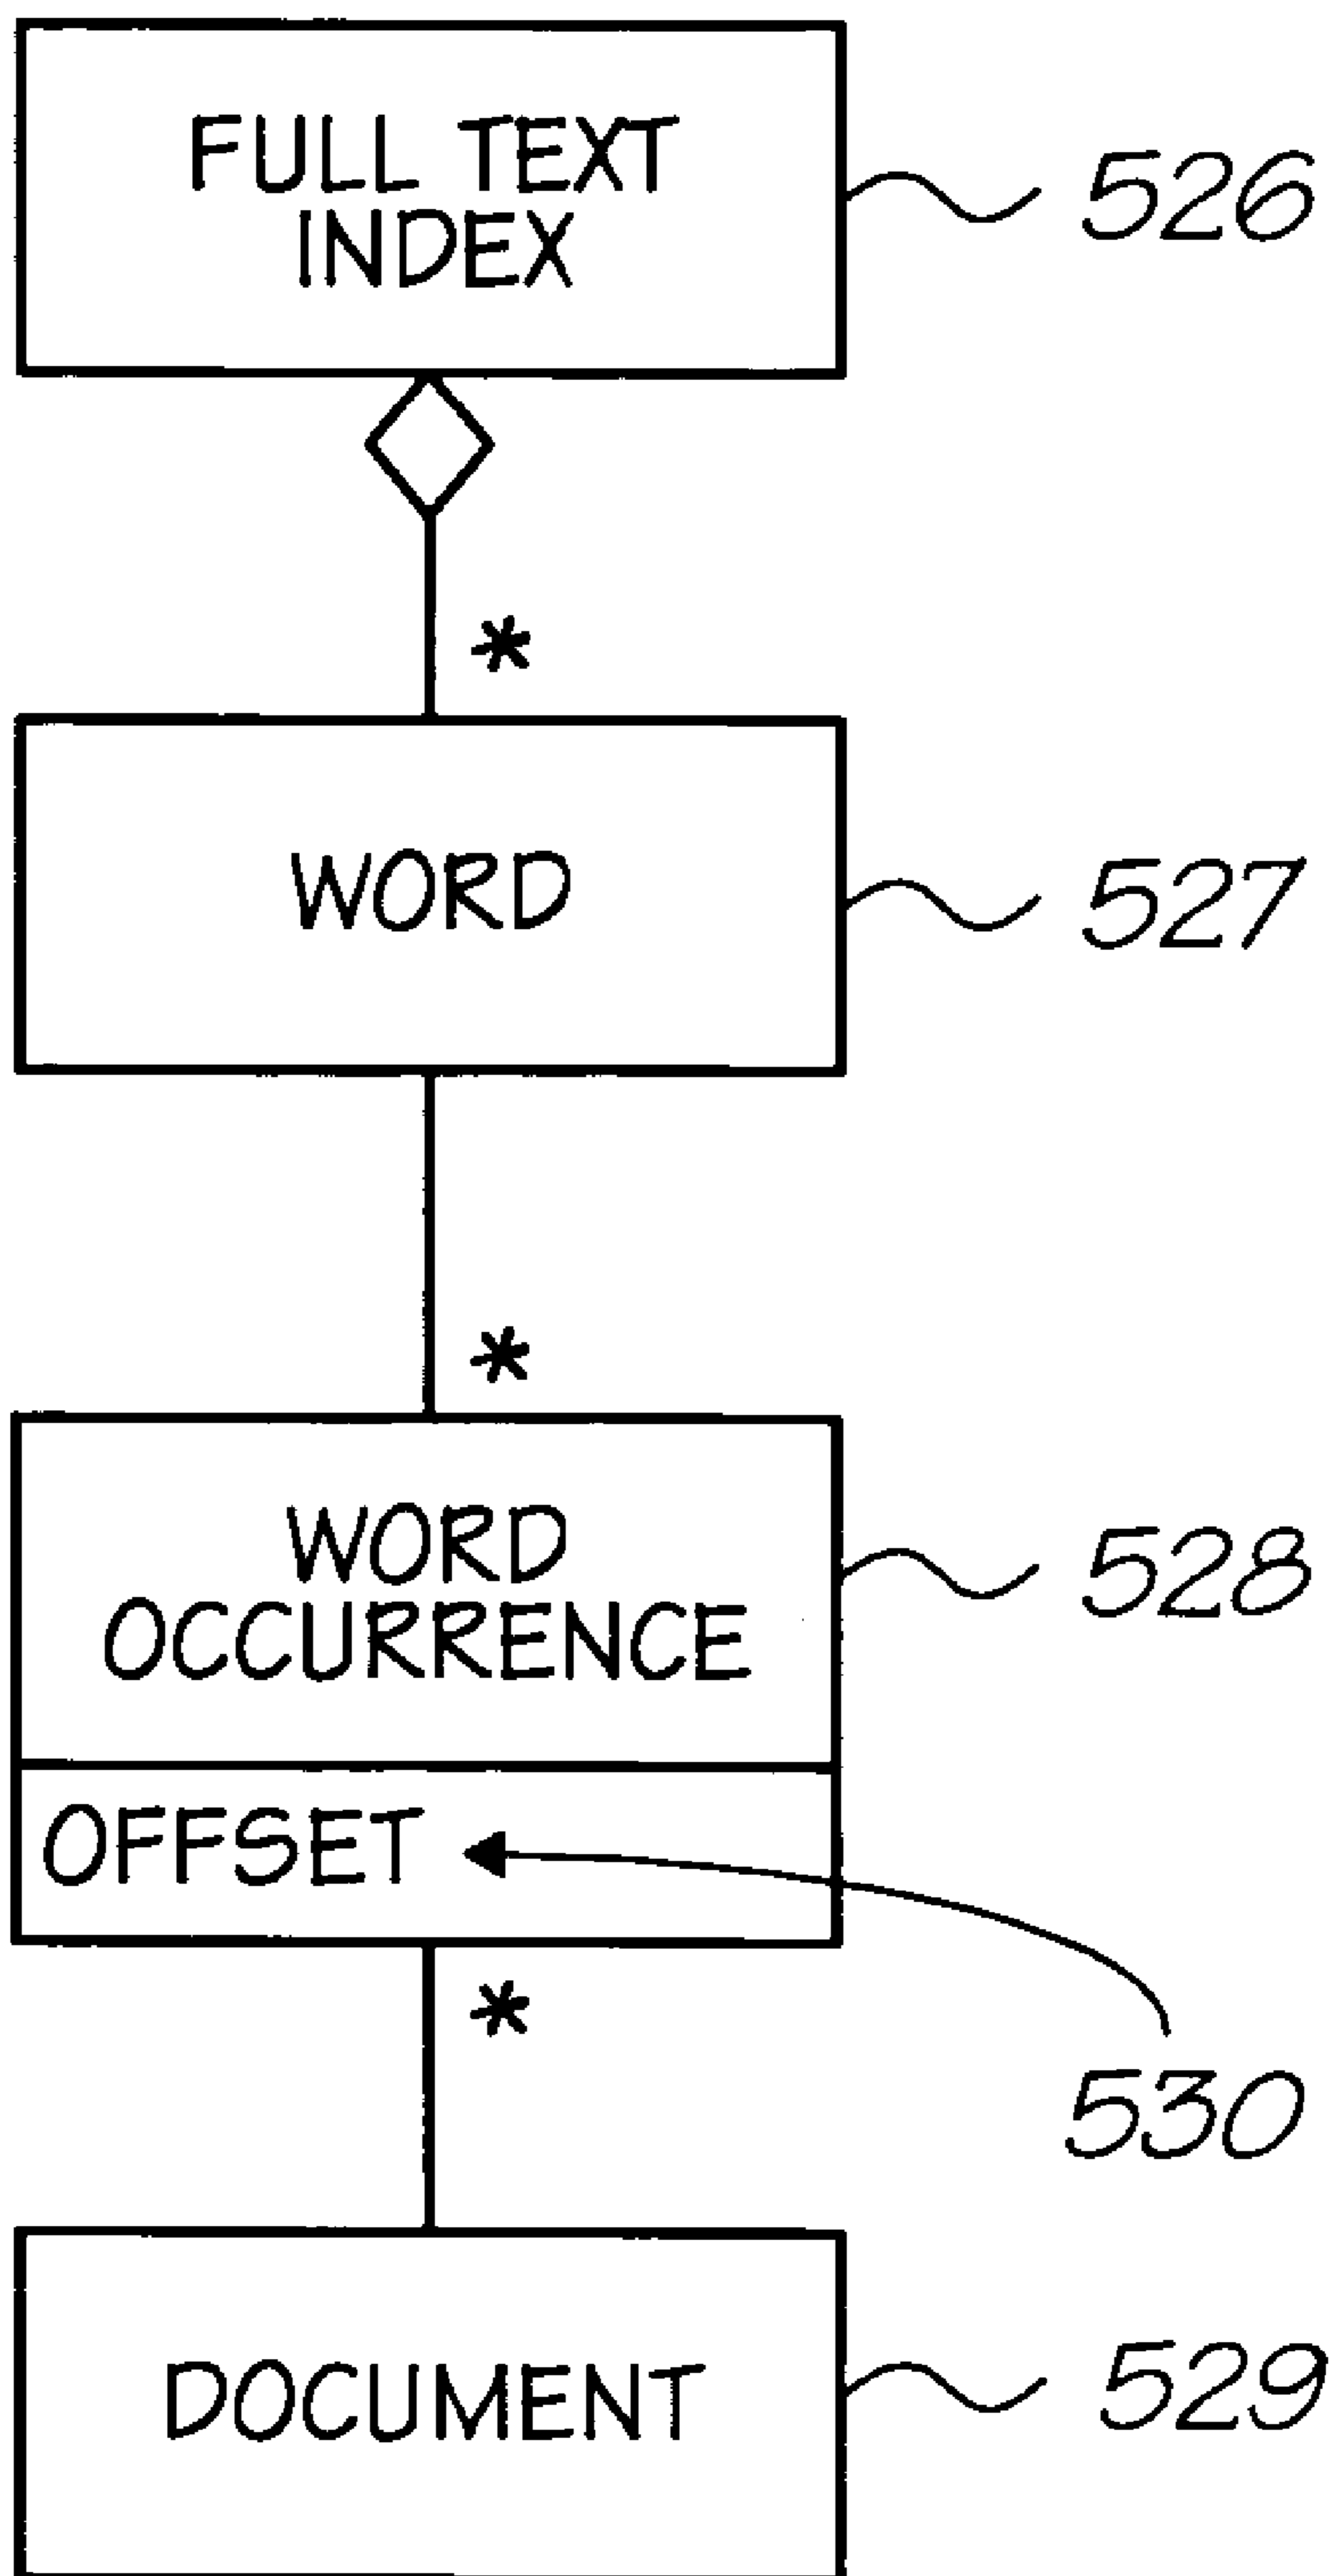 FULL TEXT
INDEX
526
*
WORD
527
*
WORD
OCCURRENCE
528
OFFSET
*
530
DOCUMENT
529